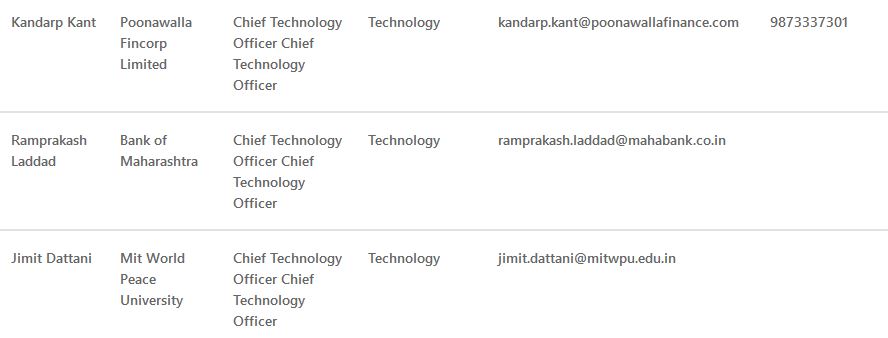 Kandarp Kant
Poonawalla
Fincorp
Limited
Chief Technology
Officer Chief
Technology
Officer
Technology
kandarp.kant@poonawallafinance.com
9873337301
Ramprakash
Laddad
Bank of
Maharashtra
Chief Technology
Officer Chief
Technology
Officer
Technology
ramprakash.laddad@mahabank.co.in
Jimit Dattani
Mit World
Peace
University
Chief Technology
Officer Chief
Technology
Officer
Technology
jimit.dattani@mitwpu.edu.in